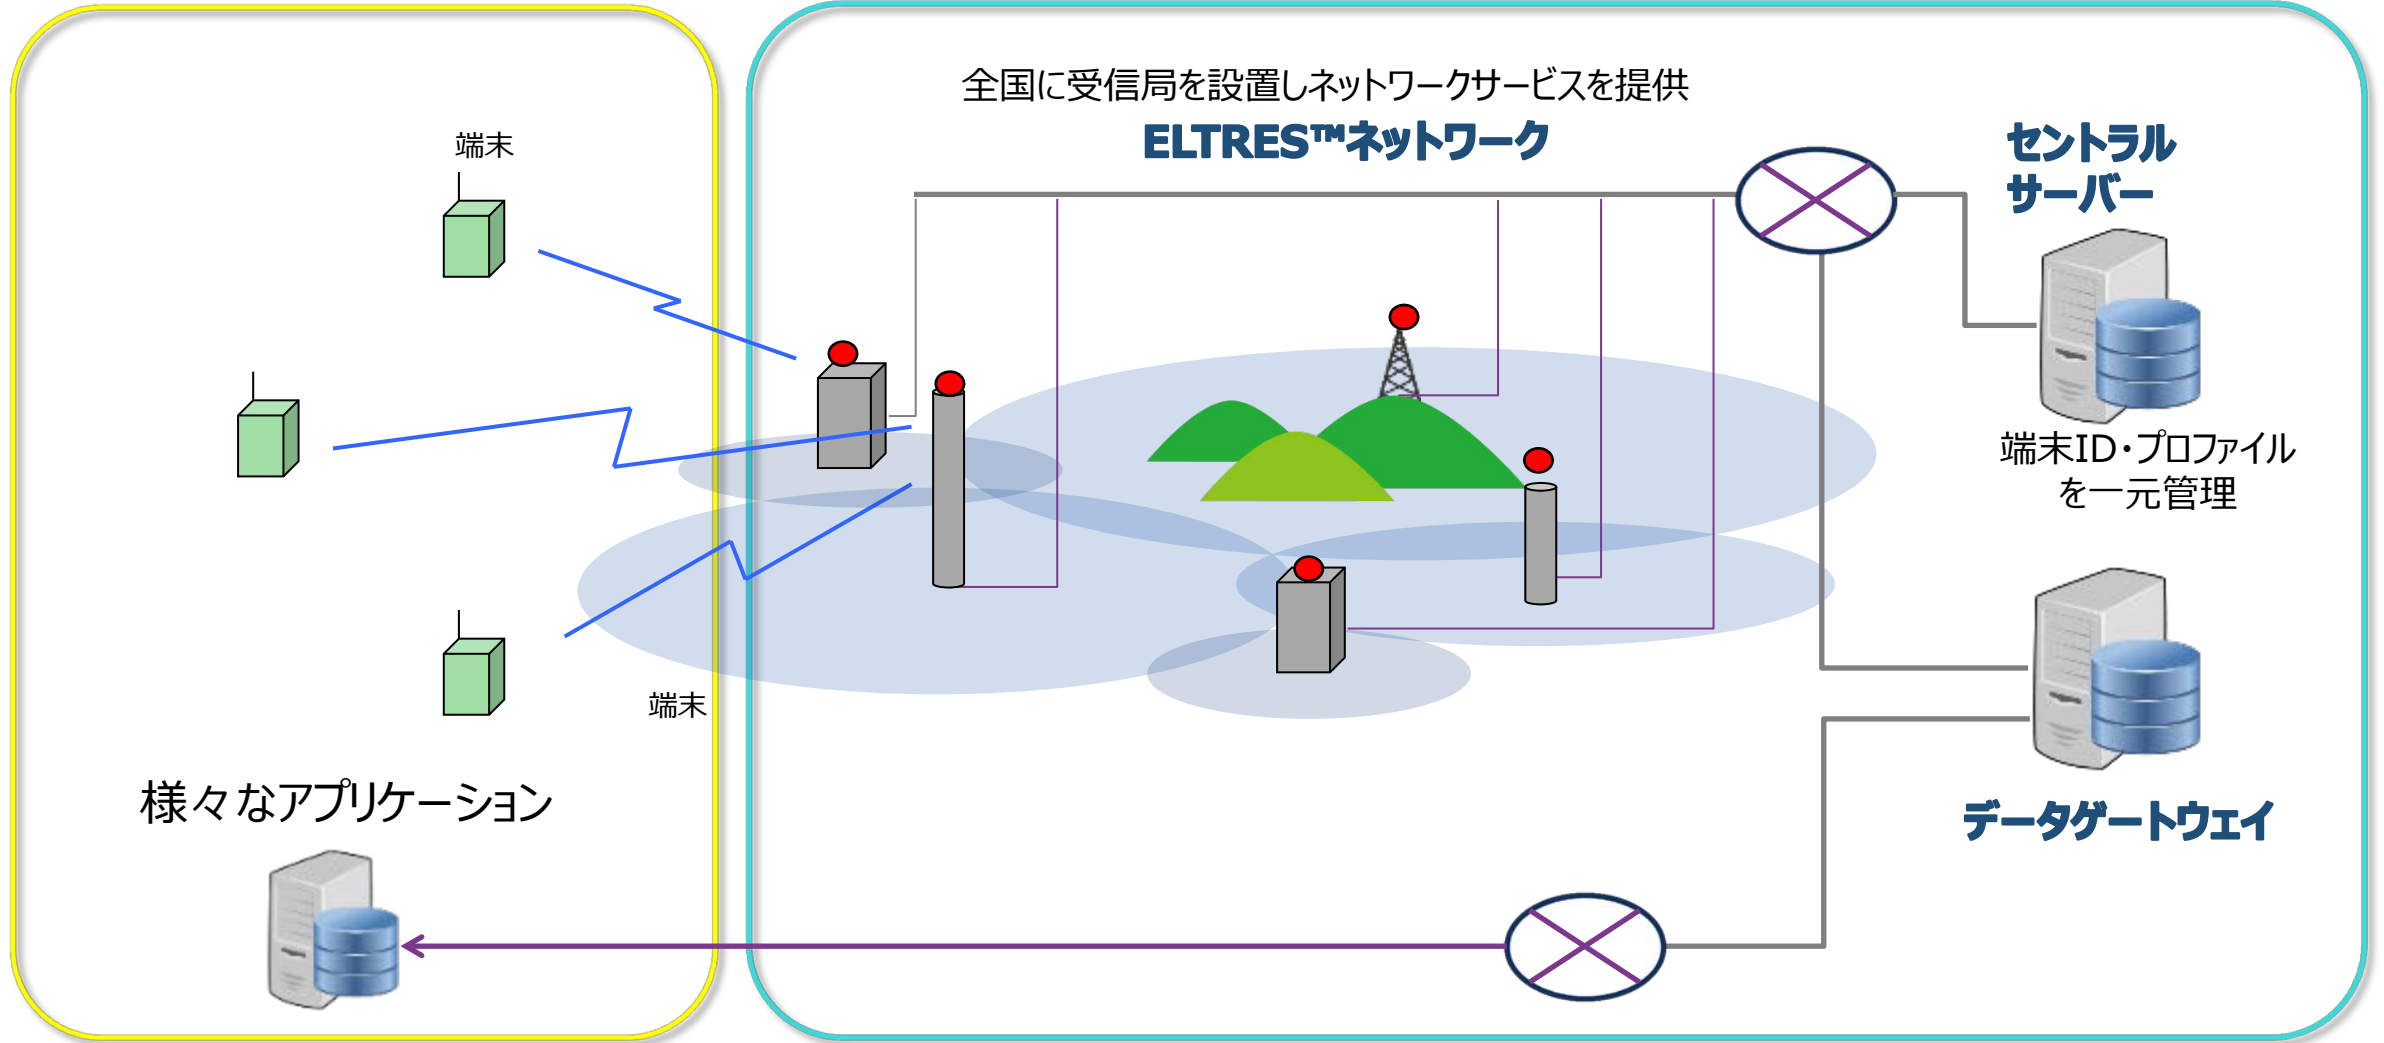 全国に受信局を設置しネットワークサービスを提供
ELTRES™ネットワーク
端末
セントラル
サーバー
端末ID・プロファイル
を一元管理
端末
様々なアプリケーション
データゲートウェイ